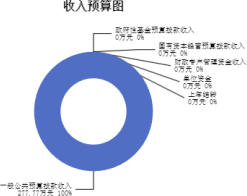 收入预算图
政府性基金预算拨款收入
0万元 0%
国有资本经营预算拨款收入
0万元 0%
财政专户管理资金收入
0万元 0%
单位资金
0万元 0%
上年结转
0万元 0%
一般公共预算拨款收入
277.77万元 100%